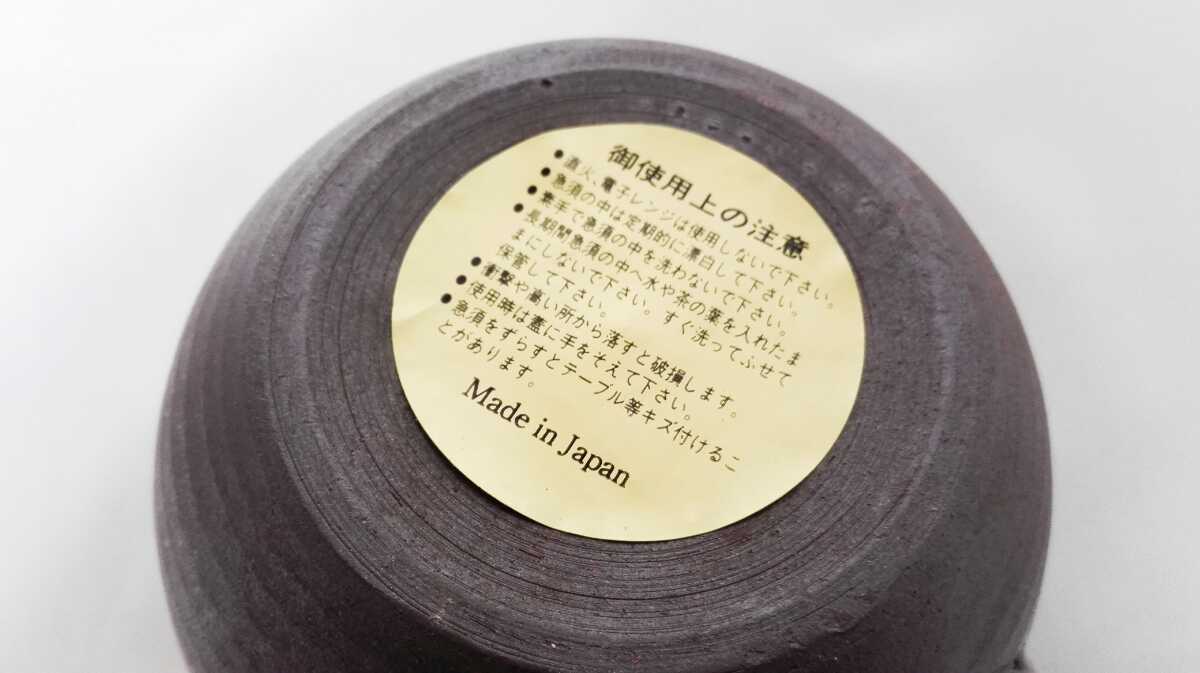 御使用上の注意
●直火、電子レンジは使用しないで下さい。
●急須の中は定期的に漂白して下さい。
●素手で急須の中を洗わないで下さい。
●長期間急須の中へ水や茶の葉を入れたま
まにしないで下さい。すぐ洗ってふせて
保管して下さい。
●衝撃や高い所から落すと破損します。
●使用時は蓋に手をそえて下さい。
●急須をずらすとテーブル等キズ付けるこ
とがあります。
Made in Japan